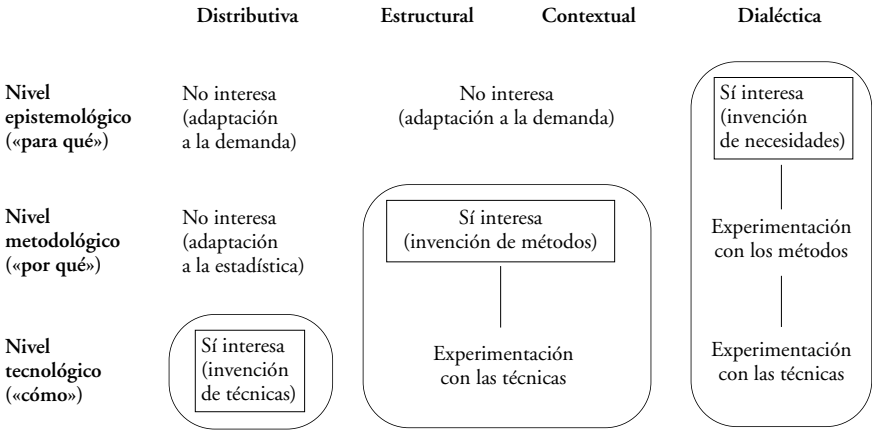 Distributiva Estructural Contextual Dialéctica
Nivel
epistemológico
(«para qué»)
No interesa
(adaptación
a la demanda)
No interesa
(adaptación a la demanda)
Sí interesa
(invención
de necesidades)
Nivel
metodológico
(«por qué»)
No interesa
(adaptación
a la estadística)
Sí interesa
(invención de métodos)
Experimentación
con los métodos
Nivel
tecnológico
(«cómo»)
Sí interesa
(invención
de técnicas)
Experimentación
con las técnicas
Experimentación
con las técnicas